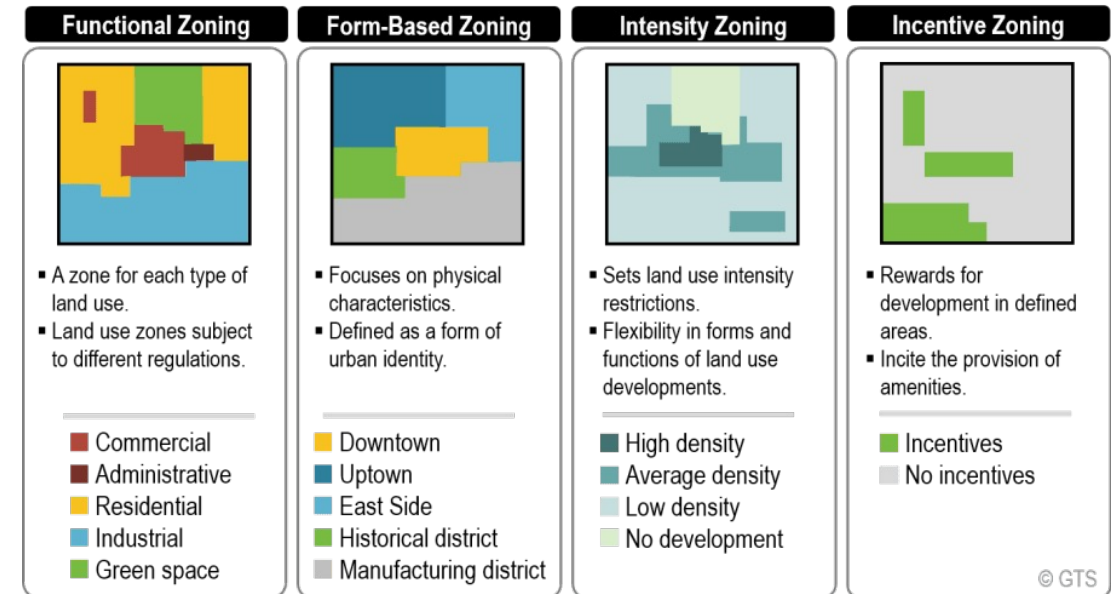 Functional Zoning
▪ A zone for each type of
land use.
▪ Land use zones subject
to different regulations.
Commercial
Administrative
Residential
Industrial
Green space
Form-Based Zoning
▪ Focuses on physical
characteristics.
▪ Defined as a form of
urban identity.
Downtown
Uptown
East Side
Historical district
Manufacturing district
Intensity Zoning
▪ Sets land use intensity
restrictions.
▪ Flexibility in forms and
functions of land use
developments.
High density
Average density
Low density
No development
Incentive Zoning
▪ Rewards for
development in defined
areas.
▪ Incite the provision of
amenities.
Incentives
No incentives
© GTS